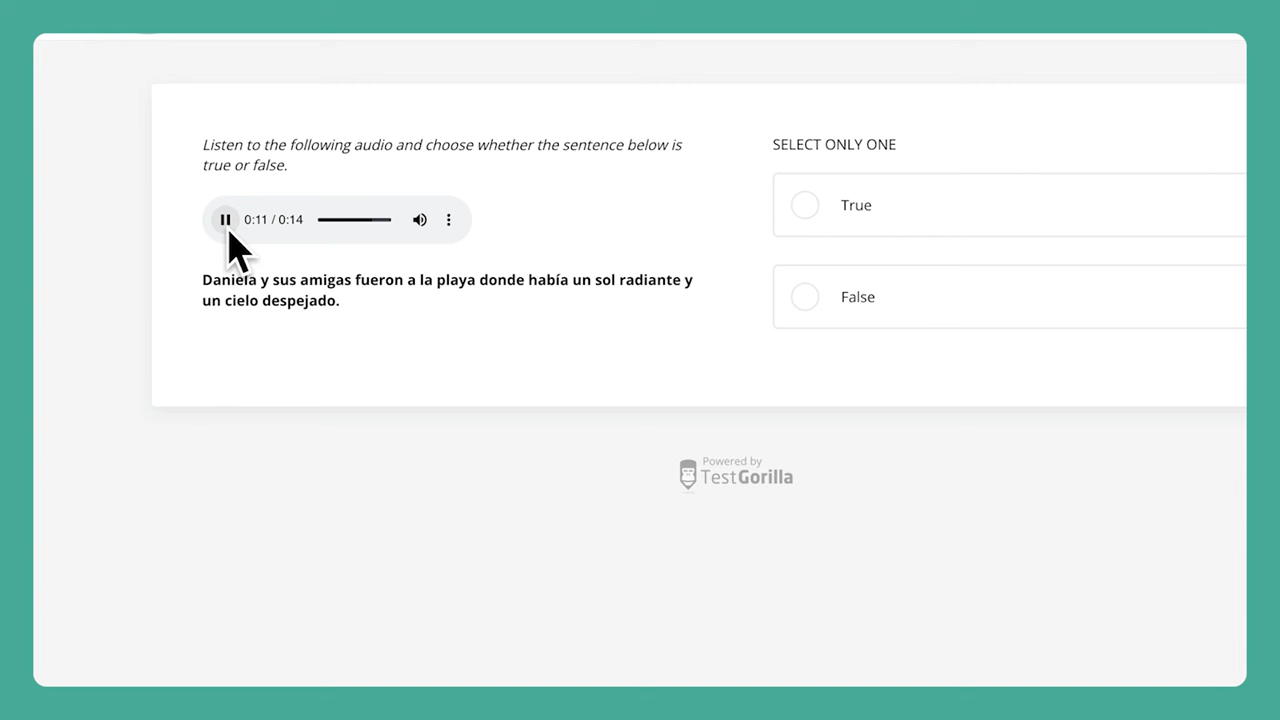 Listen to the following audio and choose whether the sentence below is
true or false.
0:11 / 0:14
Daniela y sus amigas fueron a la playa donde había un sol radiante y
un cielo despejado.
SELECT ONLY ONE
True
False
Powered by
TestGorilla